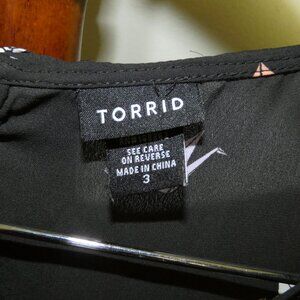 TORRID
SEE CARE
ON REVERSE
MADE IN CHINA
3